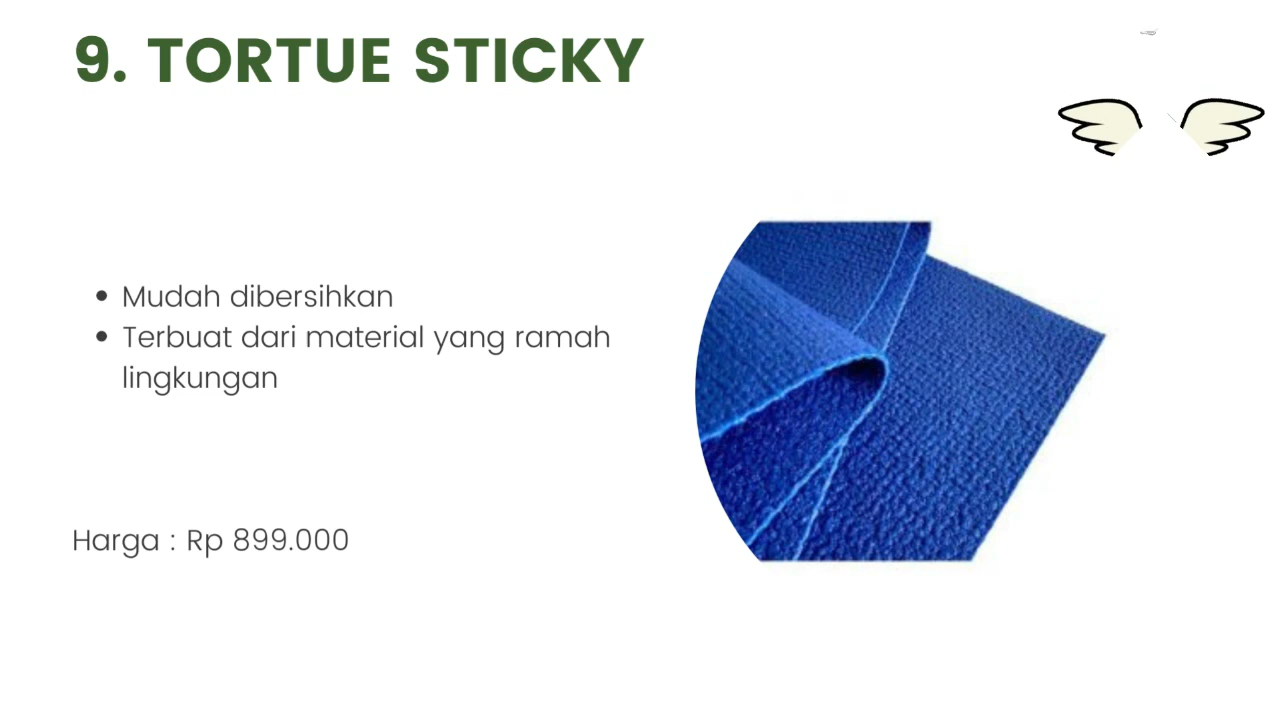 9. TORTUE STICKY
• Mudah dibersihkan
• Terbuat dari material yang ramah
lingkungan
Harga : Rp 899.000